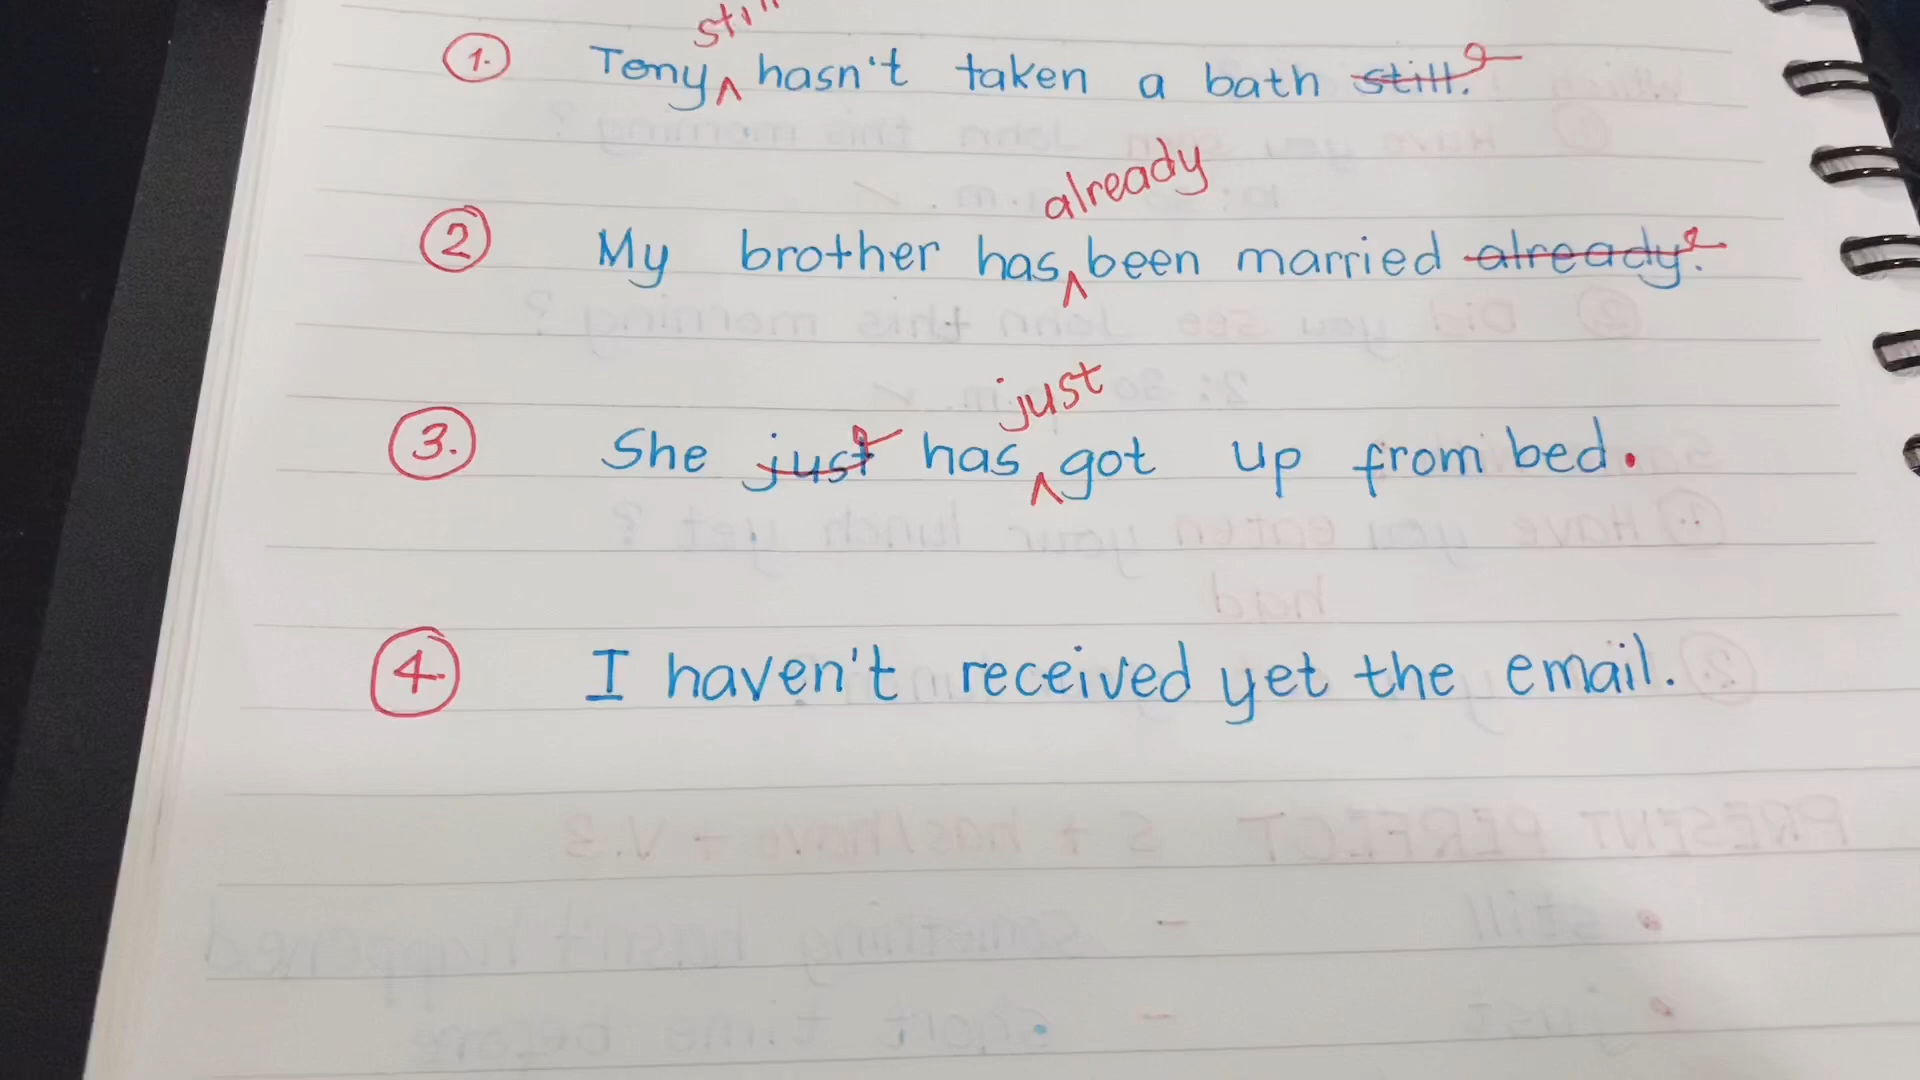 still
1. Tony ^ hasn't taken a bath still.
already
2 My brother has ^ been married already.
just
3. She just has ^ got up from bed.
4. I haven't received yet the email.